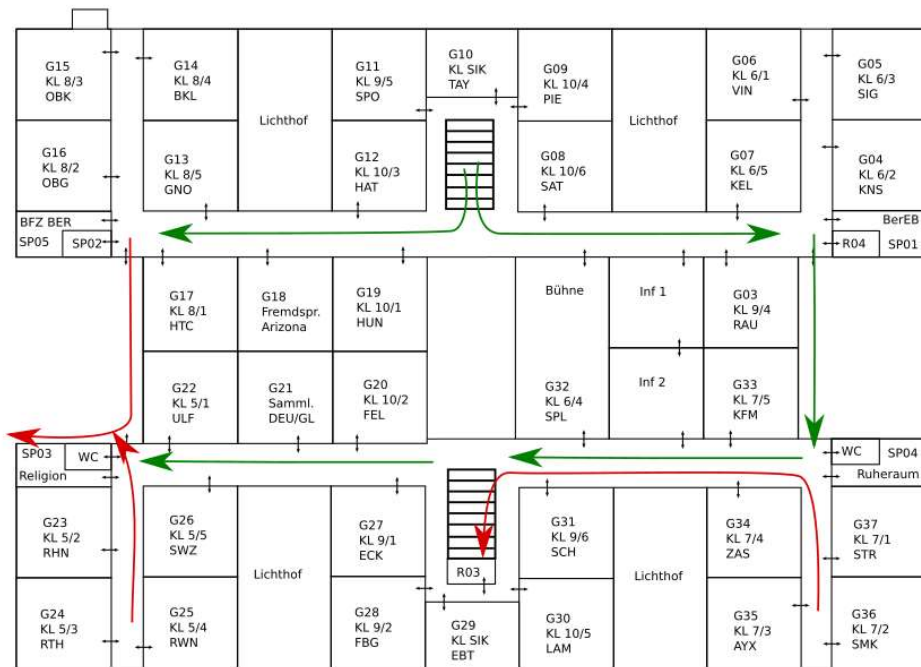 G15
KL 8/3
OBK
G14
KL 8/4
BKL
Lichthof
G11
KL 9/5
SPO
G10
KL SIK
TAY
G09
KL 10/4
PIE
Lichthof
G06
KL 6/1
VIN
G05
KL 6/3
SIG
G16
KL 8/2
OBG
G13
KL 8/5
GNO
G12
KL 10/3
HAT
G08
KL 10/6
SAT
G07
KL 6/5
KEL
G04
KL 6/2
KNS
BFZ BER
SP05
SP02
BerEB
R04
SP01
G17
KL 8/1
HTC
G18
Fremdspr.
Arizona
G19
KL 10/1
HUN
Bühne
Inf 1
G03
KL 9/4
RAU
G22
KL 5/1
ULF
G21
Samml.
DEU/GL
G20
KL 10/2
FEL
G32
KL 6/4
SPL
Inf 2
G33
KL 7/5
KFM
SP03
WC
Religion
WC
SP04
Ruheraum
G23
KL 5/2
RHN
G26
KL 5/5
SWZ
Lichthof
G27
KL 9/1
ECK
R03
G31
KL 9/6
SCH
Lichthof
G34
KL 7/4
ZAS
G37
KL 7/1
STR
G24
KL 5/3
RTH
G25
KL 5/4
RWN
G28
KL 9/2
FBG
G29
KL SIK
EBT
G30
KL 10/5
LAM
G35
KL 7/3
AYX
G36
KL 7/2
SMK